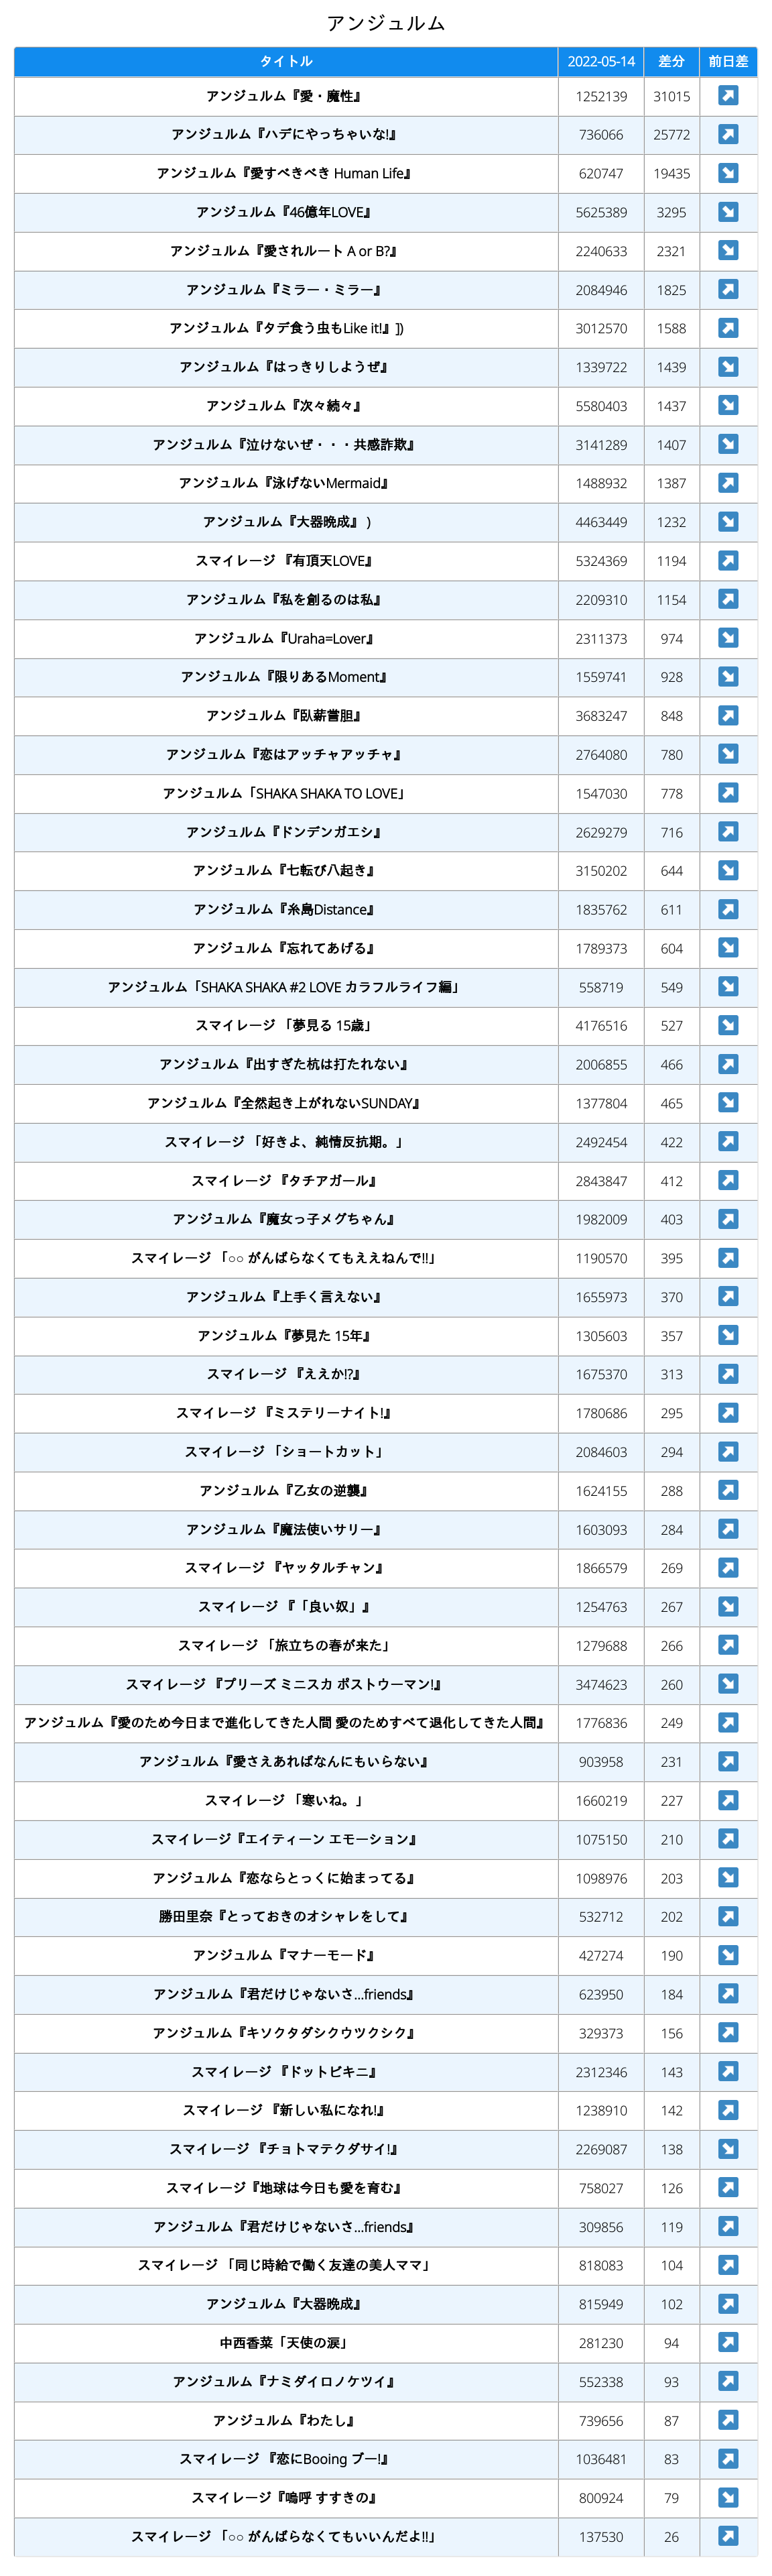 アンジュルム
タイトル 2022-05-14 差分 前日差
アンジュルム『愛・魔性』 1252139 31015 ↗
アンジュルム『ハデにやっちゃいな!』 736066 25772 ↗
アンジュルム『愛すべきべき Human Life』 620747 19435 ↘
アンジュルム『46億年LOVE』 5625389 3295 ↘
アンジュルム『愛されルート A or B?』 2240633 2321 ↘
アンジュルム『ミラー・ミラー』 2084946 1825 ↗
アンジュルム『タデ食う虫もLike it!』]) 3012570 1588 ↗
アンジュルム『はっきりしようぜ』 1339722 1439 ↘
アンジュルム『次々続々』 5580403 1437 ↘
アンジュルム『泣けないぜ・・・共感詐欺』 3141289 1407 ↘
アンジュルム『泳げないMermaid』 1488932 1387 ↗
アンジュルム『大器晩成』 ) 4463449 1232 ↘
スマイレージ 『有頂天LOVE』 5324369 1194 ↗
アンジュルム『私を創るのは私』 2209310 1154 ↗
アンジュルム『Uraha=Lover』 2311373 974 ↘
アンジュルム『限りあるMoment』 1559741 928 ↘
アンジュルム『臥薪嘗胆』 3683247 848 ↗
アンジュルム『恋はアッチャアッチャ』 2764080 780 ↘
アンジュルム「SHAKA SHAKA TO LOVE」 1547030 778 ↗
アンジュルム『ドンデンガエシ』 2629279 716 ↗
アンジュルム『七転び八起き』 3150202 644 ↘
アンジュルム『糸島Distance』 1835762 611 ↗
アンジュルム『忘れてあげる』 1789373 604 ↘
アンジュルム「SHAKA SHAKA #2 LOVE カラフルライフ編」 558719 549 ↘
スマイレージ 「夢見る 15歳」 4176516 527 ↘
アンジュルム『出すぎた杭は打たれない』 2006855 466 ↗
アンジュルム『全然起き上がれないSUNDAY』 1377804 465 ↘
スマイレージ 「好きよ、純情反抗期。」 2492454 422 ↗
スマイレージ 『タチアガール』 2843847 412 ↗
アンジュルム『魔女っ子メグちゃん』 1982009 403 ↗
スマイレージ 「○○ がんばらなくてもええねんで!!」 1190570 395 ↗
アンジュルム『上手く言えない』 1655973 370 ↗
アンジュルム『夢見た 15年』 1305603 357 ↘
スマイレージ 『ええか!?』 1675370 313 ↗
スマイレージ 『ミステリーナイト!』 1780686 295 ↗
スマイレージ 「ショートカット」 2084603 294 ↗
アンジュルム『乙女の逆襲』 1624155 288 ↗
アンジュルム『魔法使いサリー』 1603093 284 ↗
スマイレージ 『ヤッタルチャン』 1866579 269 ↗
スマイレージ 『「良い奴」』 1254763 267 ↘
スマイレージ 「旅立ちの春が来た」 1279688 266 ↗
スマイレージ 『プリーズ ミニスカ ポストウーマン!』 3474623 260 ↘
アンジュルム『愛のため今日まで進化してきた人間 愛のためすべて退化してきた人間』 1776836 249 ↗
アンジュルム『愛さえあればなんにもいらない』 903958 231 ↗
スマイレージ 「寒いね。」 1660219 227 ↗
スマイレージ『エイティーン エモーション』 1075150 210 ↗
アンジュルム『恋ならとっくに始まってる』 1098976 203 ↘
勝田里奈『とっておきのオシャレをして』 532712 202 ↗
アンジュルム『マナーモード』 427274 190 ↘
アンジュルム『君だけじゃないさ...friends』 623950 184 ↗
アンジュルム『キソクタダシクウツクシク』 329373 156 ↗
スマイレージ 『ドットビキニ』 2312346 143 ↗
スマイレージ 『新しい私になれ!』 1238910 142 ↗
スマイレージ 『チョトマテクダサイ!』 2269087 138 ↘
スマイレージ『地球は今日も愛を育む』 758027 126 ↗
アンジュルム『君だけじゃないさ...friends』 309856 119 ↗
スマイレージ 「同じ時給で働く友達の美人ママ」 818083 104 ↗
アンジュルム『大器晩成』 815949 102 ↗
中西香菜「天使の涙」 281230 94 ↗
アンジュルム『ナミダイロノケツイ』 552338 93 ↗
アンジュルム『わたし』 739656 87 ↗
スマイレージ 『恋にBooing ブー!』 1036481 83 ↗
スマイレージ『嗚呼 すすきの』 800924 79 ↘
スマイレージ 「○○ がんばらなくてもいいんだよ!!」 137530 26 ↗